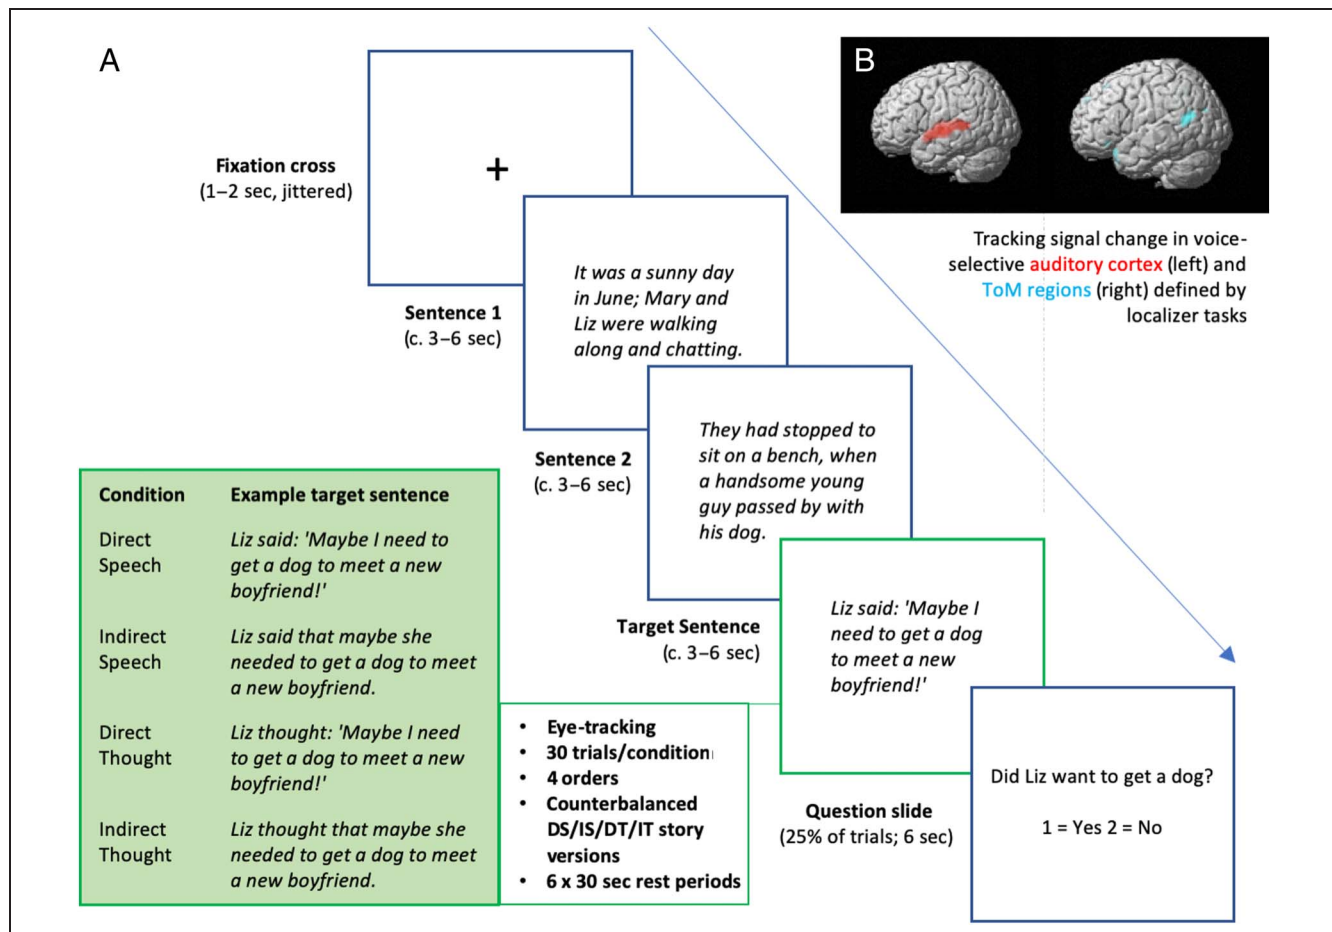 A
Fixation cross
(1–2 sec, jittered)
+
B
Tracking signal change in voice-
selective auditory cortex (left) and
ToM regions (right) defined by
localizer tasks
Sentence 1
(c. 3–6 sec)
It was a sunny day
in June; Mary and
Liz were walking
along and chatting.
Sentence 2
(c. 3–6 sec)
They had stopped to
sit on a bench, when
a handsome young
guy passed by with
his dog.
Target Sentence
(c. 3–6 sec)
Liz said: 'Maybe I
need to get a dog
to meet a new
boyfriend!'
Question slide
(25% of trials; 6 sec)
Did Liz want to get a dog?
1 = Yes 2 = No
Condition Example target sentence
Direct Liz said: 'Maybe I need to
Speech get a dog to meet a new
boyfriend!'
Indirect Liz said that maybe she
Speech needed to get a dog to meet
a new boyfriend.
Direct Liz thought: 'Maybe I need
Thought to get a dog to meet a new
boyfriend!'
Indirect Liz thought that maybe she
Thought needed to get a dog to meet
a new boyfriend.
• Eye-tracking
• 30 trials/condition
• 4 orders
• Counterbalanced
DS/IS/DT/IT story
versions
• 6 x 30 sec rest periods